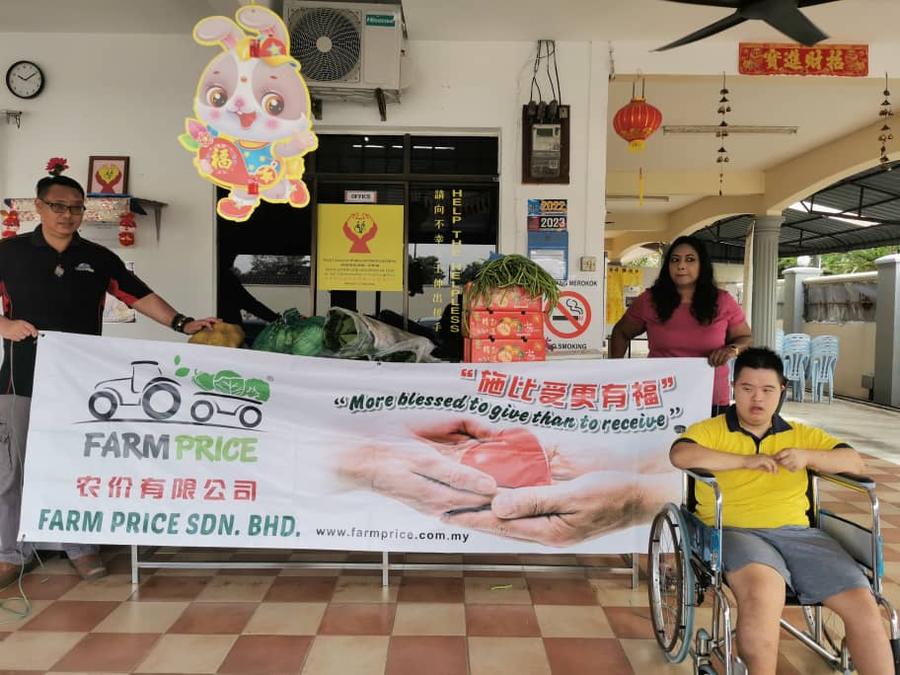 Hisense
招財進寶
福
OFFICE
2022
2023
HELP THE HELPLESS
請向不幸
伸出援手
MEROKOK
NO SMOKING
FARM PRICE
农价有限公司
FARM PRICE SDN. BHD.
www.farmprice.com.my
“施比受更有福”
“More blessed to give than to receive”